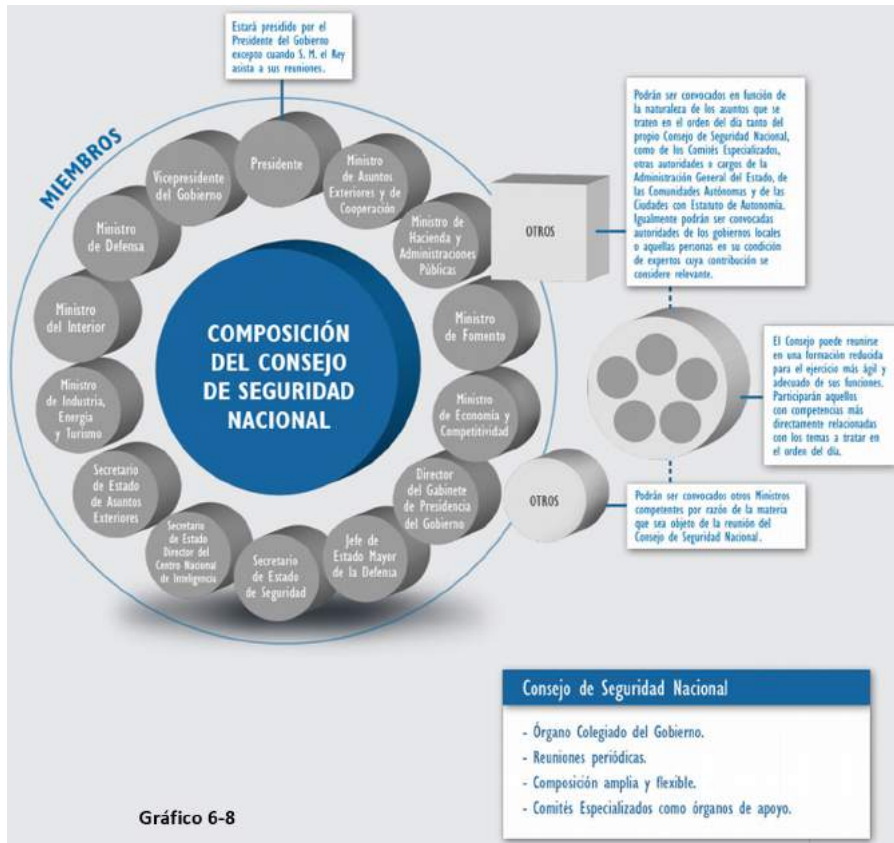 Estará presidido por el
Presidente del Gobierno
excepto cuando S. M. el Rey
asista a sus reuniones.
MIEMBROS
Presidente
Ministro
de Asuntos
Exteriores y de
Cooperación
Ministro de
Hacienda y
Administraciones
Públicas
Ministro
de Fomento
Ministro
de Economía y
Competitividad
Director
del Gabinete
de Presidencia
del Gobierno
Jefe de
Estado Mayor
de la Defensa
Secretario
de Estado
de Seguridad
Secretario
de Estado
Director del
Centro Nacional
de Inteligencia
Secretario
de Estado
de Asuntos
Exteriores
Ministro
de Industria,
Energía
y Turismo
Ministro
del Interior
Ministro
de Defensa
Vicepresidente
del Gobierno
COMPOSICIÓN
DEL CONSEJO
DE SEGURIDAD
NACIONAL
OTROS
Podrán ser convocados en función de
la naturaleza de los asuntos que se
traten en el orden del día tanto del
propio Consejo de Seguridad Nacional,
como de los Comités Especializados,
otras autoridades o cargos de la
Administración General del Estado, de
las Comunidades Autónomas y de las
Ciudades con Estatuto de Autonomía.
Igualmente podrán ser convocadas
autoridades de los gobiernos locales
o aquellas personas en su condición
de expertos cuya contribución se
considere relevante.
El Consejo puede reunirse
en una formación reducida
para el ejercicio más ágil y
adecuado de sus funciones.
Participarán aquellos
con competencias más
directamente relacionadas
con los temas a tratar en
el orden del día.
OTROS
Podrán ser convocados otros Ministros
competentes por razón de la materia
que sea objeto de la reunión del
Consejo de Seguridad Nacional.
Consejo de Seguridad Nacional
- Órgano Colegiado del Gobierno.
- Reuniones periódicas.
- Composición amplia y flexible.
- Comités Especializados como órganos de apoyo.
Gráfico 6-8